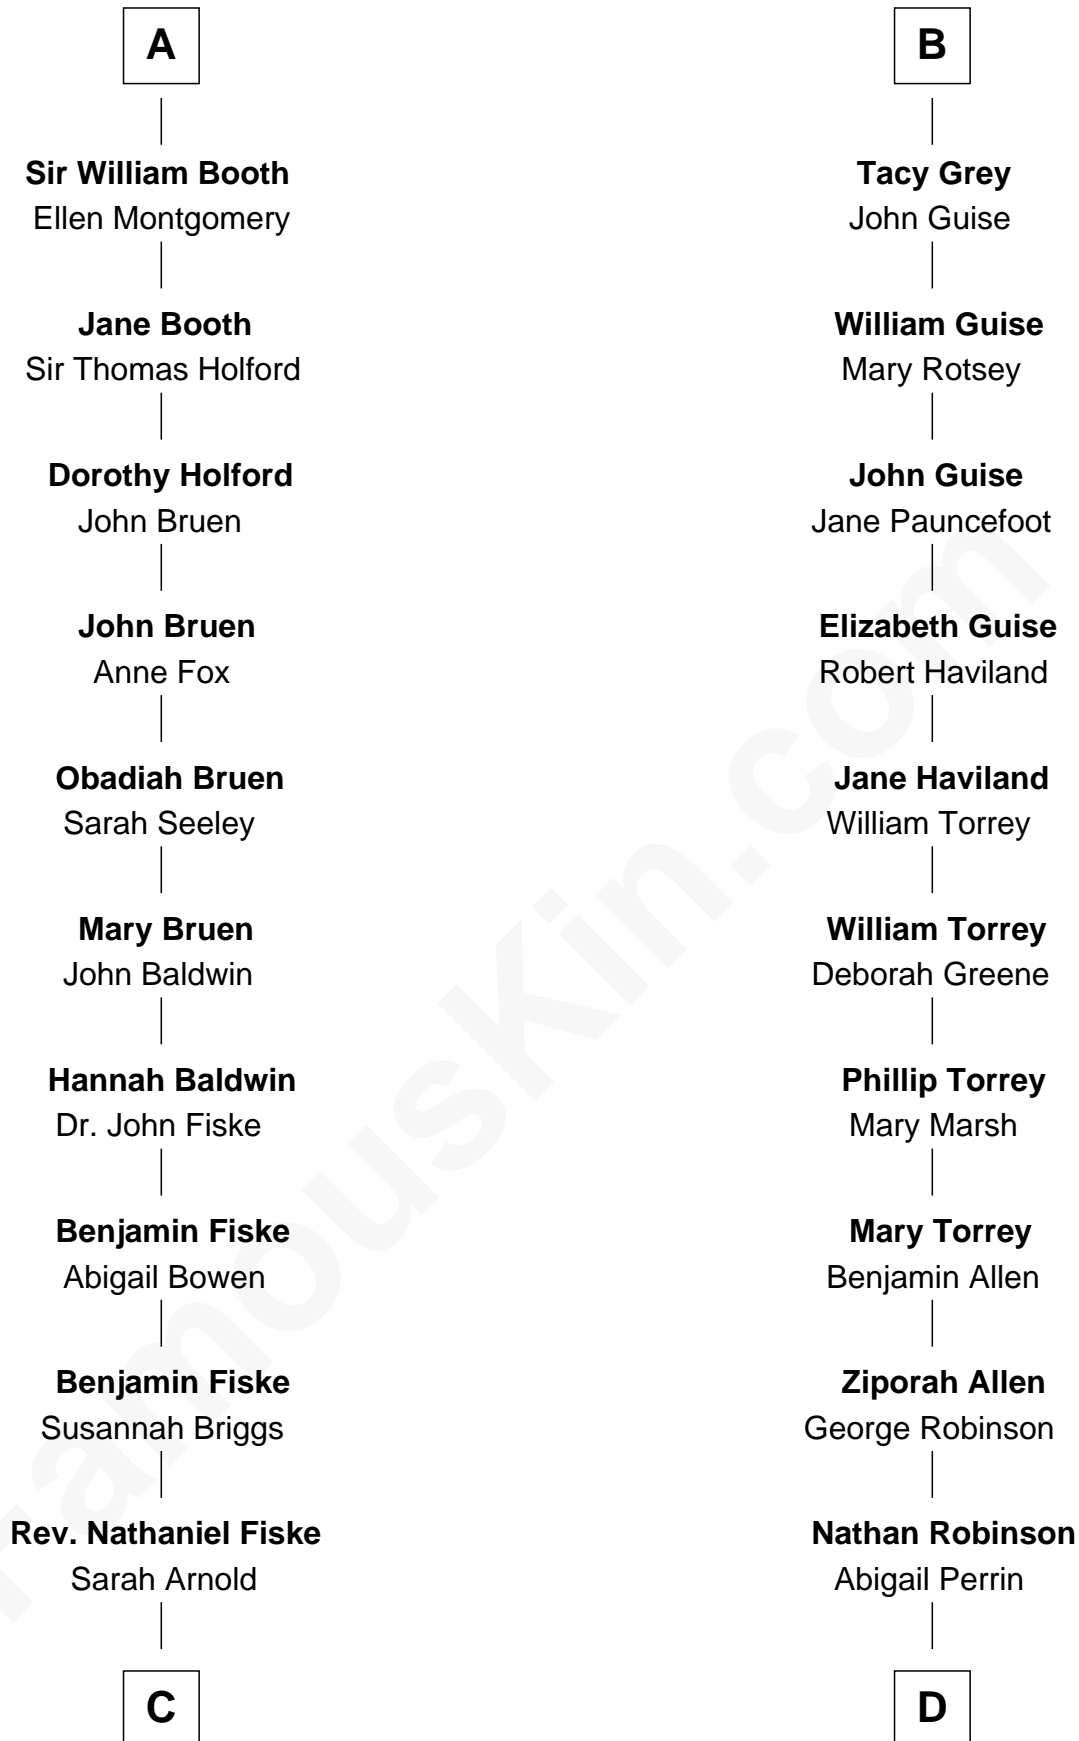 A
Sir William Booth
Ellen Montgomery
Jane Booth
Sir Thomas Holford
Dorothy Holford
John Bruen
John Bruen
Anne Fox
Obadiah Bruen
Sarah Seeley
Mary Bruen
John Baldwin
Hannah Baldwin
Dr. John Fiske
Benjamin Fiske
Abigail Bowen
Benjamin Fiske
Susannah Briggs
Rev. Nathaniel Fiske
Sarah Arnold
C
B
Tacy Grey
John Guise
William Guise
Mary Rotsey
John Guise
Jane Pauncefoot
Elizabeth Guise
Robert Haviland
Jane Haviland
William Torrey
William Torrey
Deborah Greene
Phillip Torrey
Mary Marsh
Mary Torrey
Benjamin Allen
Ziporah Allen
George Robinson
Nathan Robinson
Abigail Perrin
D
FamousKin.com